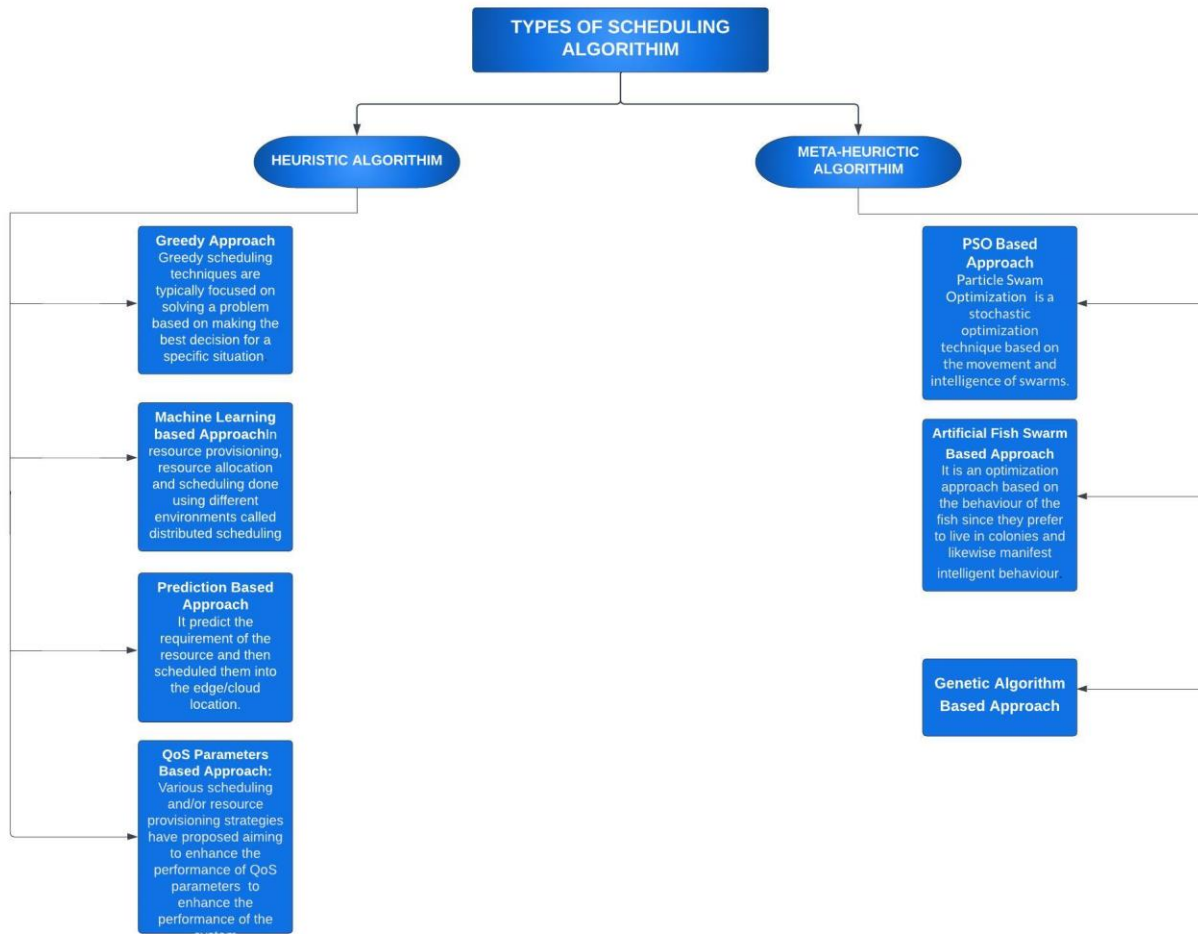 TYPES OF SCHEDULING
ALGORITHIM
HEURISTIC ALGORITHIM
META-HEURICTIC
ALGORITHIM
Greedy Approach
Greedy scheduling
techniques are
typically focused on
solving a problem
based on making the
best decision for a
specific situation.
Machine Learning
based ApproachIn
resource provisioning,
resource allocation
and scheduling done
using different
environments called
distributed scheduling
Prediction Based
Approach
It predict the
requirement of the
resource and then
scheduled them into
the edge/cloud
location.
QoS Parameters
Based Approach:
Various scheduling
and/or resource
provisioning strategies
have proposed aiming
to enhance the
performance of QoS
parameters to
enhance the
performance of the
system
PSO Based
Approach
Particle Swam
Optimization is a
stochastic
optimization
technique based on
the movement and
intelligence of swarms.
Artificial Fish Swarm
Based Approach
It is an optimization
approach based on
the behaviour of the
fish since they prefer
to live in colonies and
likewise manifest
intelligent behaviour.
Genetic Algorithm
Based Approach